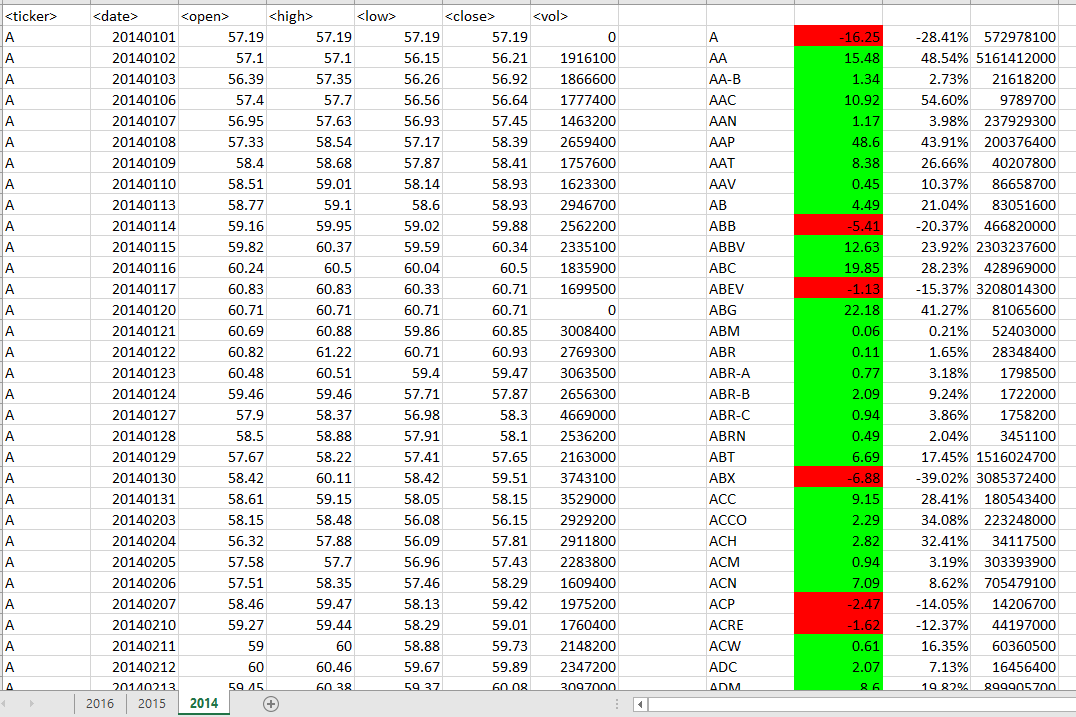 <ticker> <date> <open> <high> <low> <close> <vol>
A 20140101 57.19 57.19 57.19 57.19 0 A -16.25 -28.41% 572978100
A 20140102 57.1 57.1 56.15 56.21 1916100 AA 15.48 48.54% 5161412000
A 20140103 56.39 57.35 56.26 56.92 1866600 AA-B 1.34 2.73% 21618200
A 20140106 57.4 57.7 56.56 56.64 1777400 AAC 10.92 54.60% 9789700
A 20140107 56.95 57.63 56.93 57.45 1463200 AAN 1.17 3.98% 237929300
A 20140108 57.33 58.54 57.17 58.39 2659400 AAP 48.6 43.91% 200376400
A 20140109 58.4 58.68 57.87 58.41 1757600 AAT 8.38 26.66% 40207800
A 20140110 58.51 59.01 58.14 58.93 1623300 AAV 0.45 10.37% 86658700
A 20140113 58.77 59.1 58.6 58.93 2946700 AB 4.49 21.04% 83051600
A 20140114 59.16 59.95 59.02 59.88 2562200 ABB -5.41 -20.37% 466820000
A 20140115 59.82 60.37 59.59 60.34 2335100 ABBV 12.63 23.92% 2303237600
A 20140116 60.24 60.5 60.04 60.5 1835900 ABC 19.85 28.23% 428969000
A 20140117 60.83 60.83 60.33 60.71 1699500 ABEV -1.13 -15.37% 3208014300
A 20140120 60.71 60.71 60.71 60.71 0 ABG 22.18 41.27% 81065600
A 20140121 60.69 60.88 59.86 60.85 3008400 ABM 0.06 0.21% 52403000
A 20140122 60.82 61.22 60.71 60.93 2769300 ABR 0.11 1.65% 28348400
A 20140123 60.48 60.51 59.4 59.47 3063500 ABR-A 0.77 3.18% 1798500
A 20140124 59.46 59.46 57.71 57.87 2656300 ABR-B 2.09 9.24% 1722000
A 20140127 57.9 58.37 56.98 58.3 4669000 ABR-C 0.94 3.86% 1758200
A 20140128 58.5 58.88 57.91 58.1 2536200 ABRN 0.49 2.04% 3451100
A 20140129 57.67 58.22 57.41 57.65 2163000 ABT 6.69 17.45% 1516024700
A 20140130 58.42 60.11 58.42 59.51 3743100 ABX -6.88 -39.02% 3085372400
A 20140131 58.61 59.15 58.05 58.15 3529000 ACC 9.15 28.41% 180543400
A 20140203 58.15 58.48 56.08 56.15 2929200 ACCO 2.29 34.08% 223248000
A 20140204 56.32 57.88 56.09 57.81 2911800 ACH 2.82 32.41% 34117500
A 20140205 57.58 57.7 56.96 57.43 2283800 ACM 0.94 3.19% 303393900
A 20140206 57.51 58.35 57.46 58.29 1609400 ACN 7.09 8.62% 705479100
A 20140207 58.46 59.47 58.13 59.42 1975200 ACP -2.47 -14.05% 14206700
A 20140210 59.27 59.44 58.29 59.01 1760400 ACRE -1.62 -12.37% 44197000
A 20140211 59 60 58.88 59.73 2148200 ACW 0.61 16.35% 60360500
A 20140212 60 60.46 59.67 59.89 2347200 ADC 2.07 7.13% 16456400
A 20140213 59.45 60.38 59.37 60.08 3097000 ADM 8.6 19.82% 899905700
2016 2015 2014